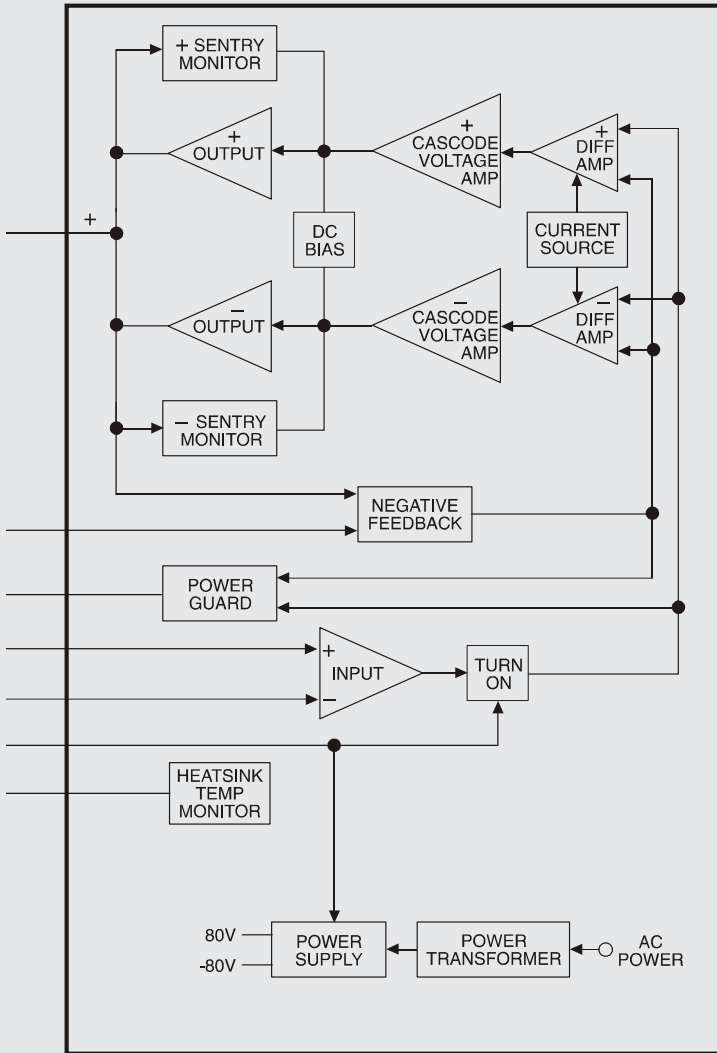 + SENTRY
MONITOR
+
OUTPUT
+
CASCODE
VOLTAGE
AMP
+
DIFF
AMP
+
DC
BIAS
CURRENT
SOURCE
–
OUTPUT
–
CASCODE
VOLTAGE
AMP
–
DIFF
AMP
– SENTRY
MONITOR
NEGATIVE
FEEDBACK
POWER
GUARD
+
INPUT
–
TURN
ON
HEATSINK
TEMP
MONITOR
80V
-80V
POWER
SUPPLY
POWER
TRANSFORMER
AC
POWER